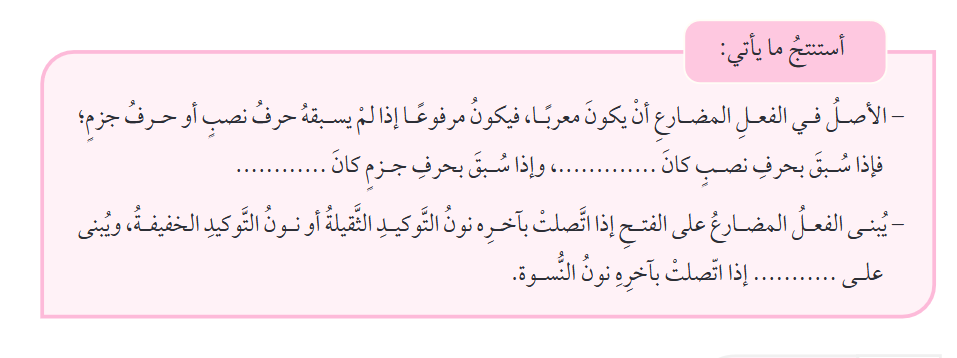 أستنتجُ ما يأتي:
– الأصلُ في الفعلِ المضارعِ أنْ يكونَ معربًا، فيكونُ مرفوعًا إذا لمْ يسبقهُ حرفُ نصبٍ أو حرفُ جزمٍ؛
فإذا سُبقَ بحرفِ نصبٍ كانَ .............، وإذا سُبقَ بحرفِ جزمٍ كانَ ............
– يُبنى الفعلُ المضارعُ على الفتحِ إذا اتَّصلتْ بآخرِه نونُ التَّوكيدِ الثَّقيلةُ أو نونُ التَّوكيدِ الخفيفةُ، ويُبنى
على ........... إذا اتّصلتْ بآخرِهِ نونُ النُّسوة.